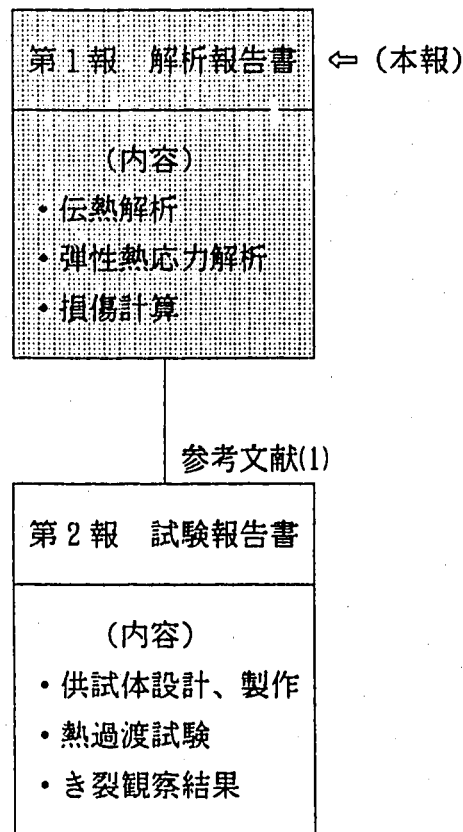 第1報 解析報告書 ⇦ (本報)
(内容)
・伝熱解析
・弾性熱応力解析
・損傷計算
参考文献(1)
第2報 試験報告書
(内容)
・供試体設計、製作
・熱過渡試験
・き裂観察結果